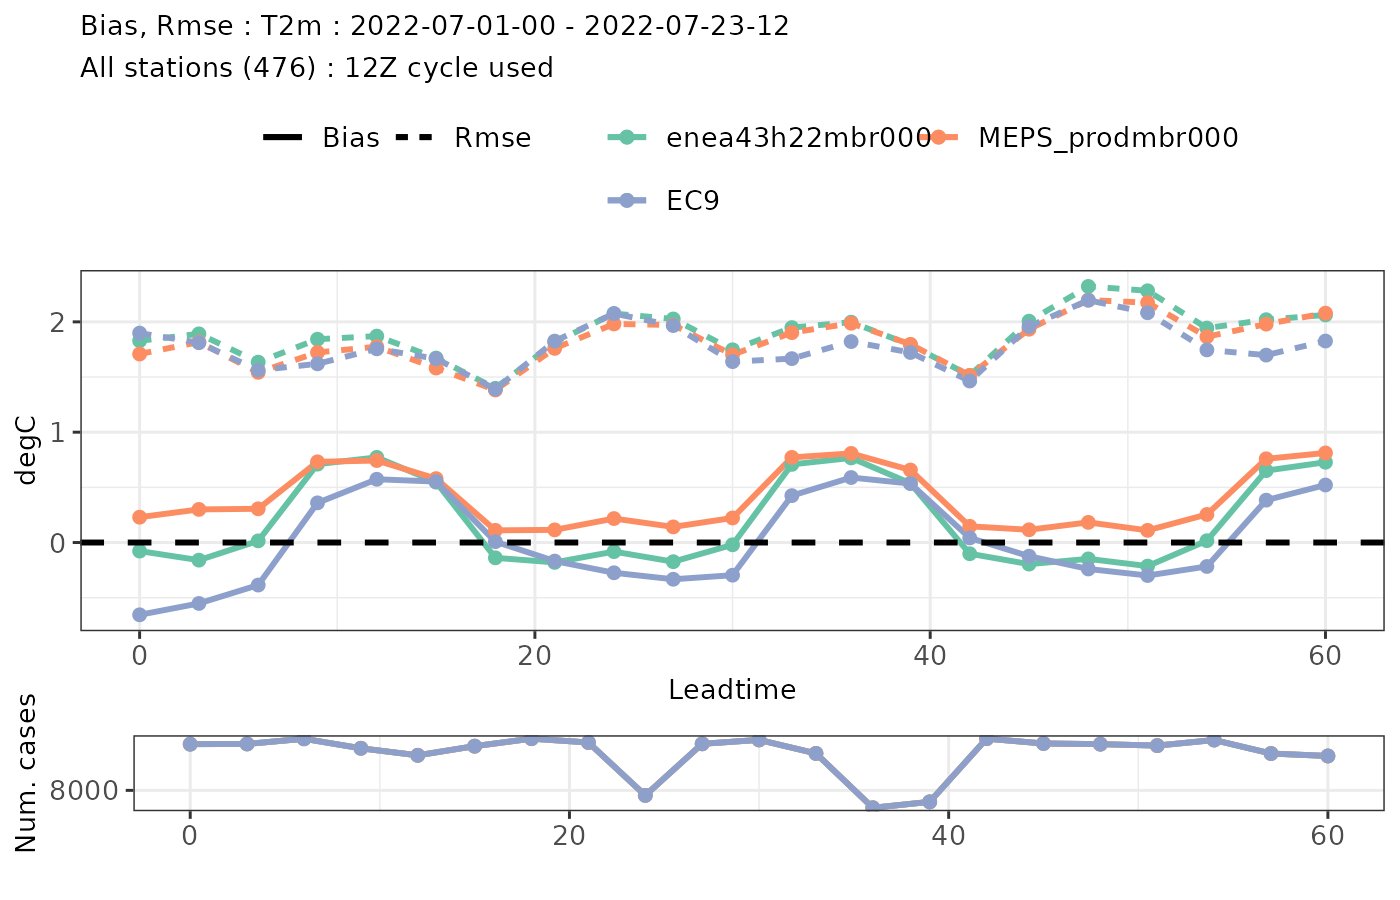 Bias, Rmse : T2m : 2022-07-01-00 - 2022-07-23-12
All stations (476) : 12Z cycle used
Bias Rmse enea43h22mbr000 MEPS_prodmbr000
EC9
degC
2
1
0
0 20 40 60
Leadtime
Num. cases
8000
0 20 40 60